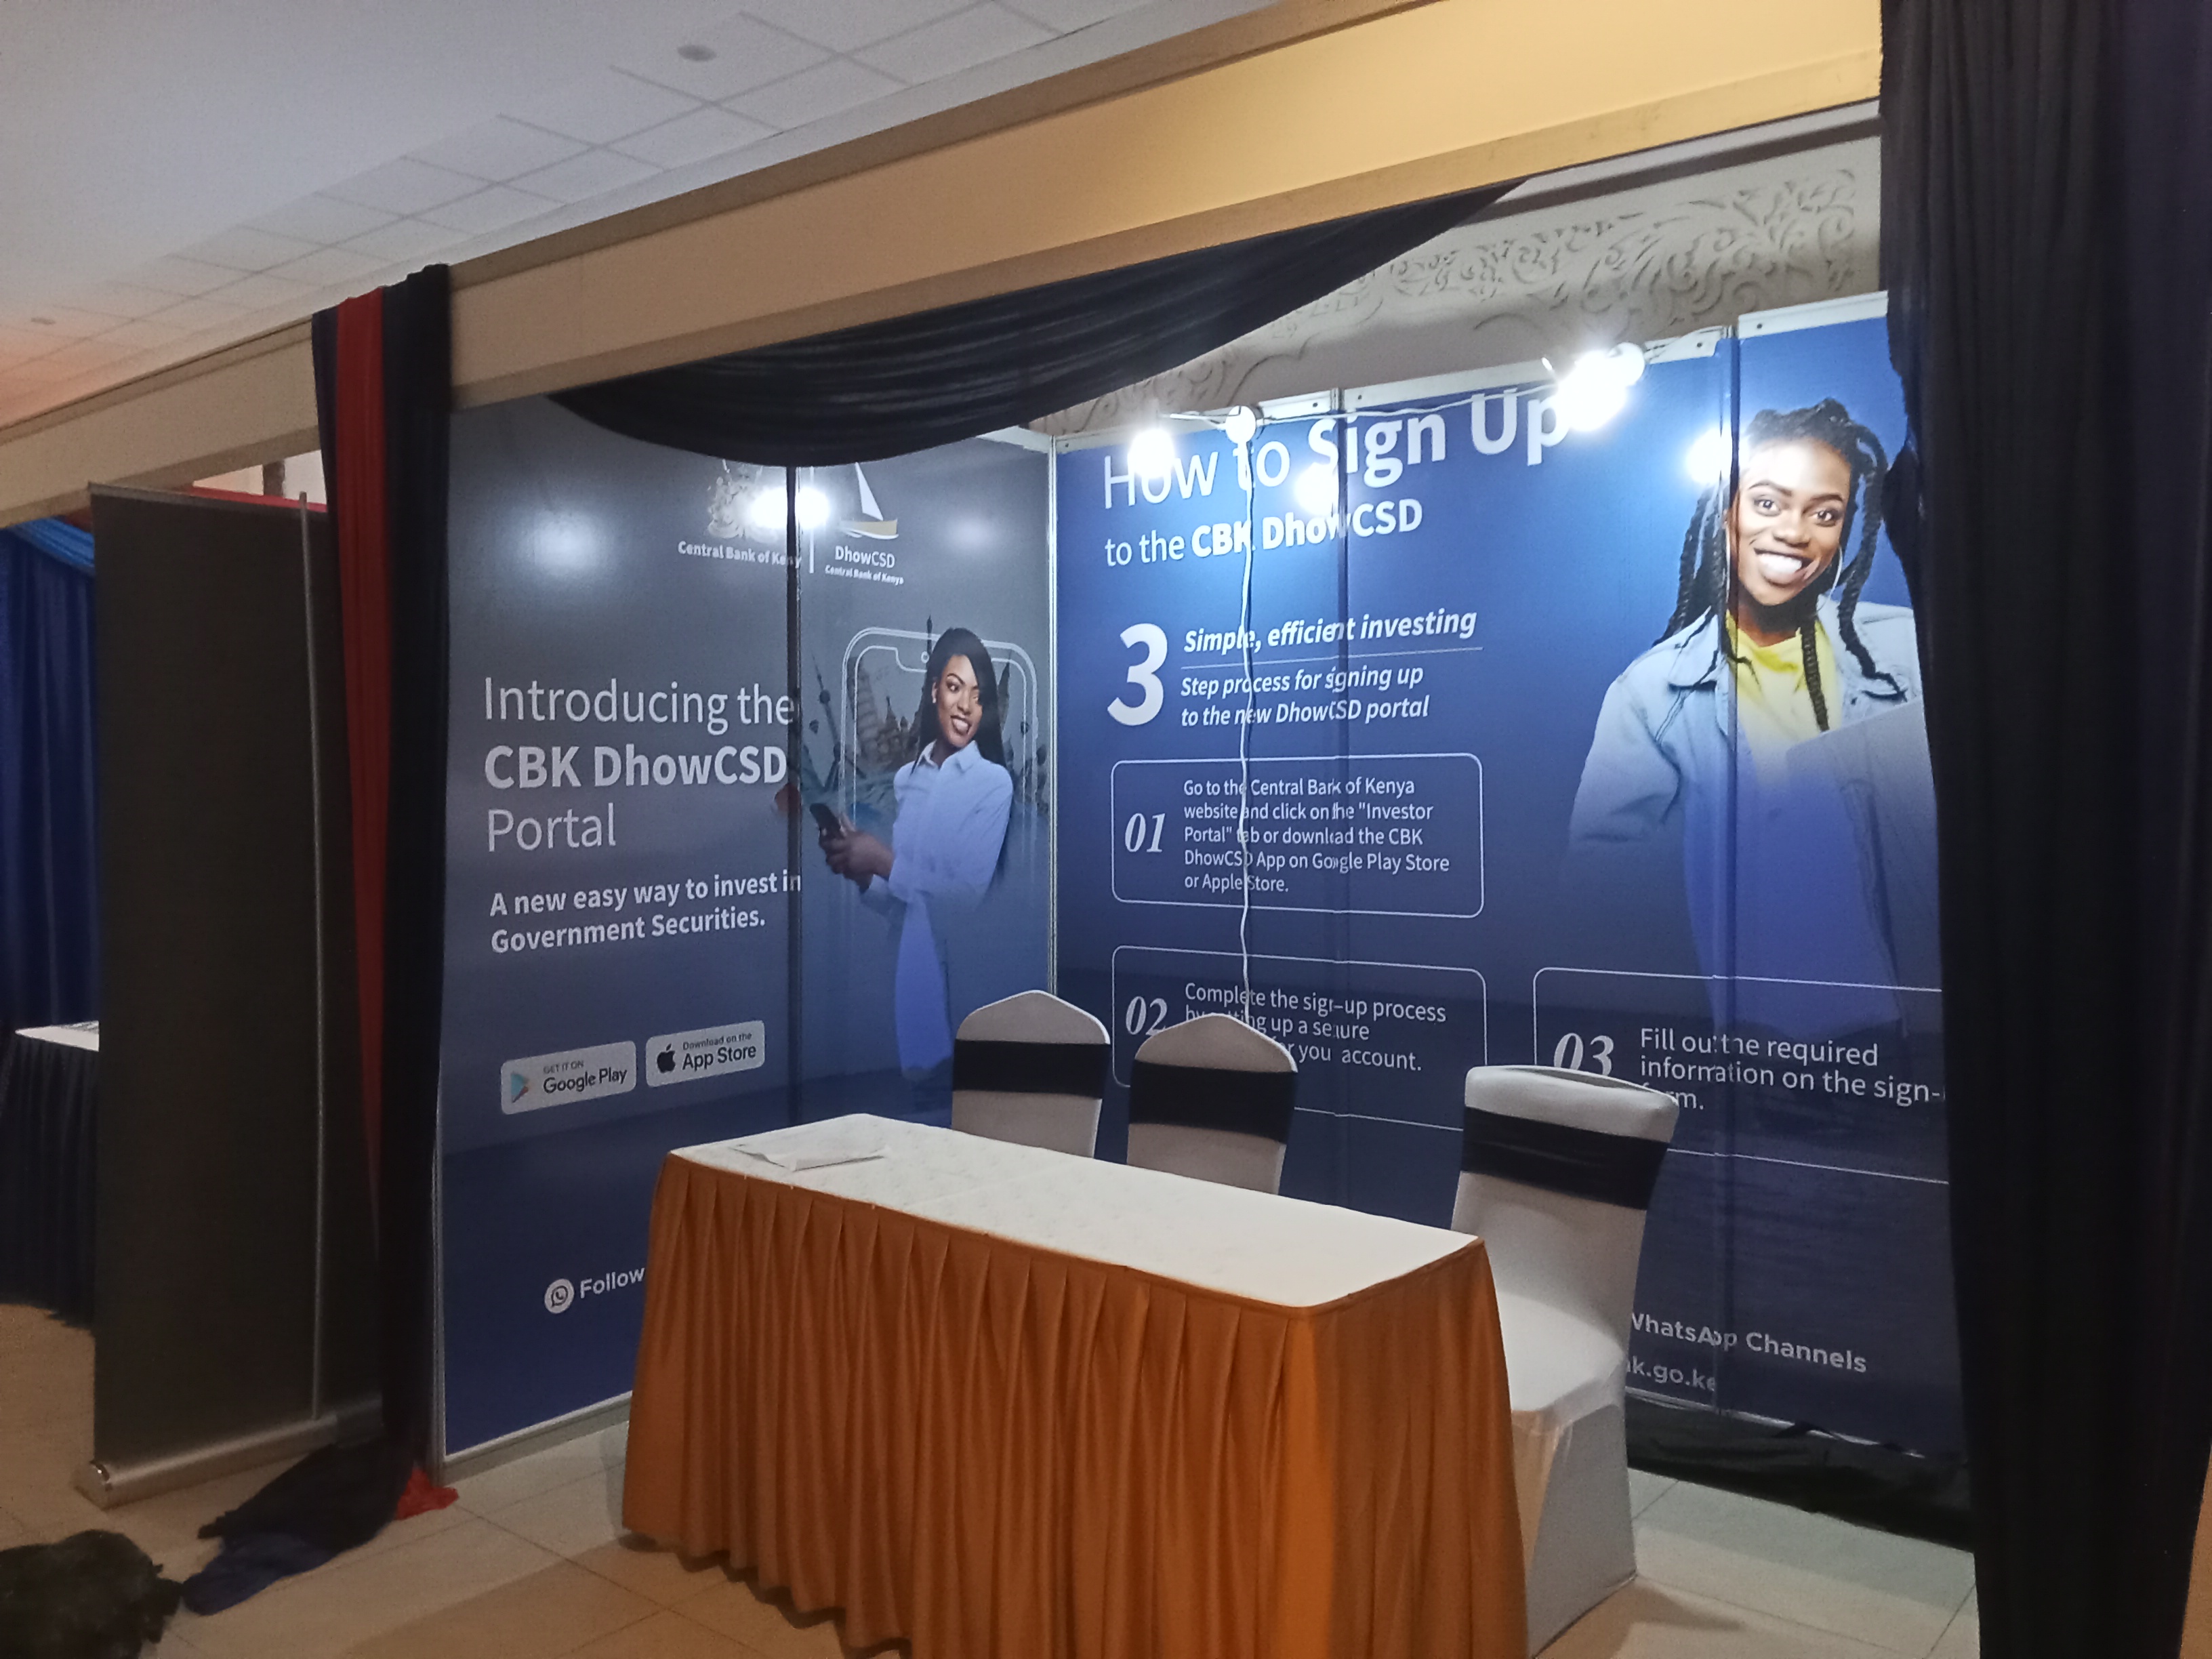 Central Bank of Keny
DhowCSD
Central Bank of Kenya
Introducing the
CBK DhowCSD
Portal
A new easy way to invest in
Government Securities.
GET IT ON
Google Play
Download on the
App Store
Follow
How to Sign Up
to the CBK DhowCSD
3
Simple, efficient investing
Step process for signing up
to the new DhowCSD portal
01
Go to the Central Bank of Kenya
website and click on the "Investor
Portal" tab or download the CBK
DhowCSD App on Google Play Store
or Apple Store.
02
Complete the sign-up process
up a secure
your account.
03
Fill out the required
information on the sign-
form.
WhatsApp Channels
k.go.ke